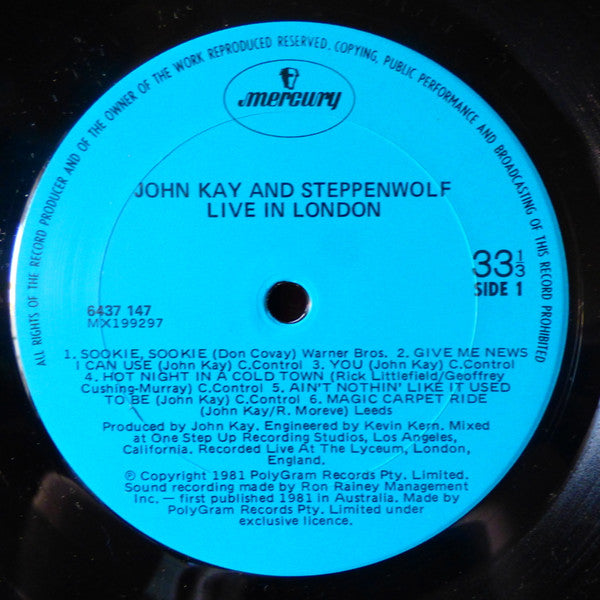 ALL RIGHTS OF THE RECORD PRODUCER AND OF THE OWNER OF THE WORK REPRODUCED RESERVED. COPYING, PUBLIC PERFORMANCE AND BROADCASTING OF THIS RECORD PROHIBITED
mercury
JOHN KAY AND STEPPENWOLF
LIVE IN LONDON
33 1/3
SIDE 1
6437 147
MX199297
1. SOOKIE, SOOKIE (Don Covay) Warner Bros. 2. GIVE ME NEWS
I CAN USE (John Kay) C.Control 3. YOU (John Kay) C.Control
4. HOT NIGHT IN A COLD TOWN (Rick Littlefield/Geoffrey
Cushing-Murray) C.Control 5. AIN'T NOTHIN' LIKE IT USED
TO BE (John Kay) C.Control 6. MAGIC CARPET RIDE
(John Kay/R. Moreve) Leeds
Produced by John Kay. Engineered by Kevin Kern. Mixed
at One Step Up Recording Studios, Los Angeles,
California. Recorded Live At The Lyceum, London,
England.
℗ Copyright 1981 PolyGram Records Pty. Limited.
Sound recording made by Ron Rainey Management
Inc. — first published 1981 in Australia. Made by
PolyGram Records Pty. Limited under
exclusive licence.